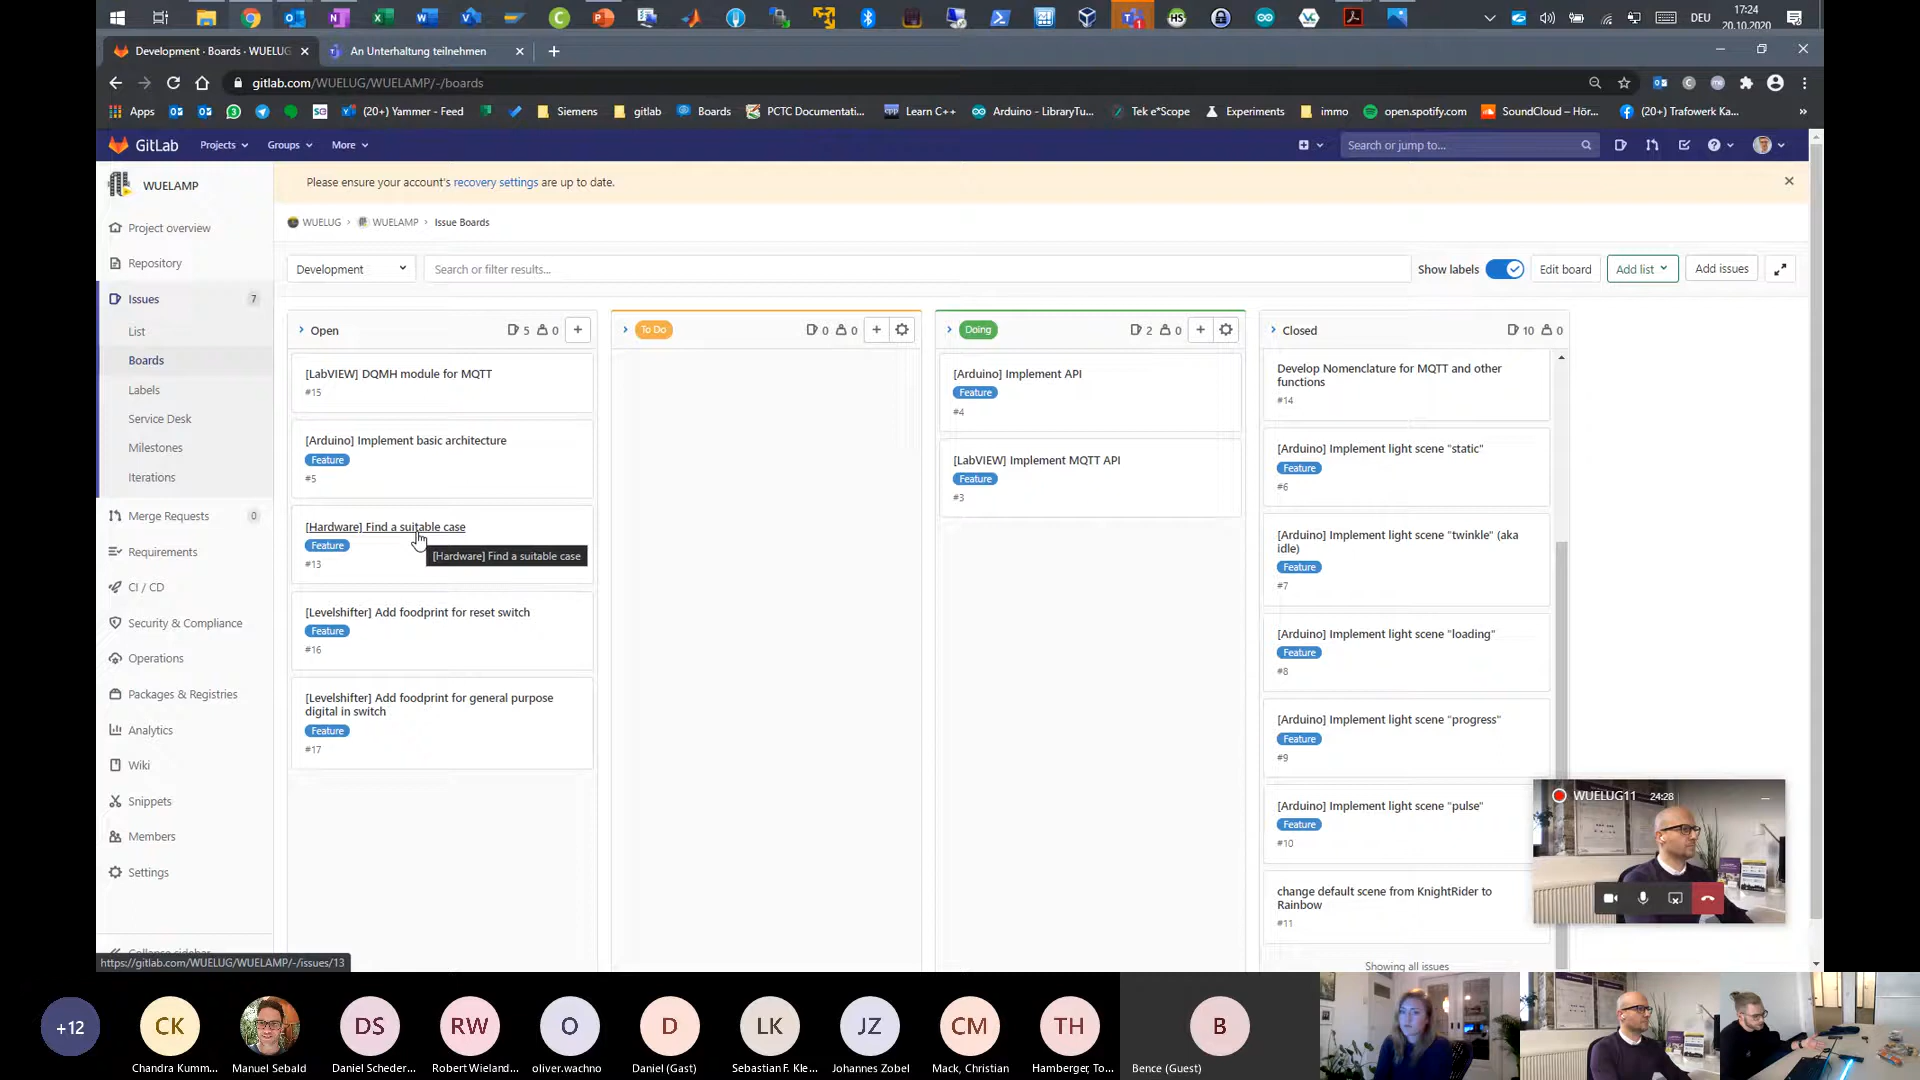 DEU
17:24
20.10.2020
Development · Boards · WUELUG
An Unterhaltung teilnehmen
gitlab.com/WUELUG/WUELAMP/-/boards
Apps
(20+) Yammer - Feed
Siemens
gitlab
Boards
PCTC Documentati...
Learn C++
Arduino - LibraryTu...
Tek e*Scope
Experiments
immo
open.spotify.com
SoundCloud – Hör...
(20+) Trafowerk Ka...
GitLab
Projects
Groups
More
Search or jump to...
WUELAMP
Please ensure your account's recovery settings are up to date.
WUELUG › WUELAMP › Issue Boards
Project overview
Repository
Issues 7
List
Boards
Labels
Service Desk
Milestones
Iterations
Merge Requests 0
Requirements
CI / CD
Security & Compliance
Operations
Packages & Registries
Analytics
Wiki
Snippets
Members
Settings
Collapse sidebar
https://gitlab.com/WUELUG/WUELAMP/-/issues/13
Development
Search or filter results...
Show labels
Edit board
Add list
Add issues
Open 5 0
[LabVIEW] DQMH module for MQTT
#15
[Arduino] Implement basic architecture
Feature
#5
[Hardware] Find a suitable case
Feature
[Hardware] Find a suitable case
#13
[Levelshifter] Add foodprint for reset switch
Feature
#16
[Levelshifter] Add foodprint for general purpose
digital in switch
Feature
#17
To Do 0 0
Doing 2 0
[Arduino] Implement API
Feature
#4
[LabVIEW] Implement MQTT API
Feature
#3
Closed 10 0
Develop Nomenclature for MQTT and other
functions
#14
[Arduino] Implement light scene "static"
Feature
#6
[Arduino] Implement light scene "twinkle" (aka
idle)
Feature
#7
[Arduino] Implement light scene "loading"
Feature
#8
[Arduino] Implement light scene "progress"
Feature
#9
[Arduino] Implement light scene "pulse"
Feature
#10
change default scene from KnightRider to
Rainbow
#11
Showing all issues
WUELUG11 24:28
+12
CK
Chandra Kumm...
Manuel Sebald
DS
Daniel Scheder...
RW
Robert Wieland...
O
oliver.wachno
D
Daniel (Gast)
LK
Sebastian F. Kle...
JZ
Johannes Zobel
CM
Mack, Christian
TH
Hamberger, To...
B
Bence (Guest)